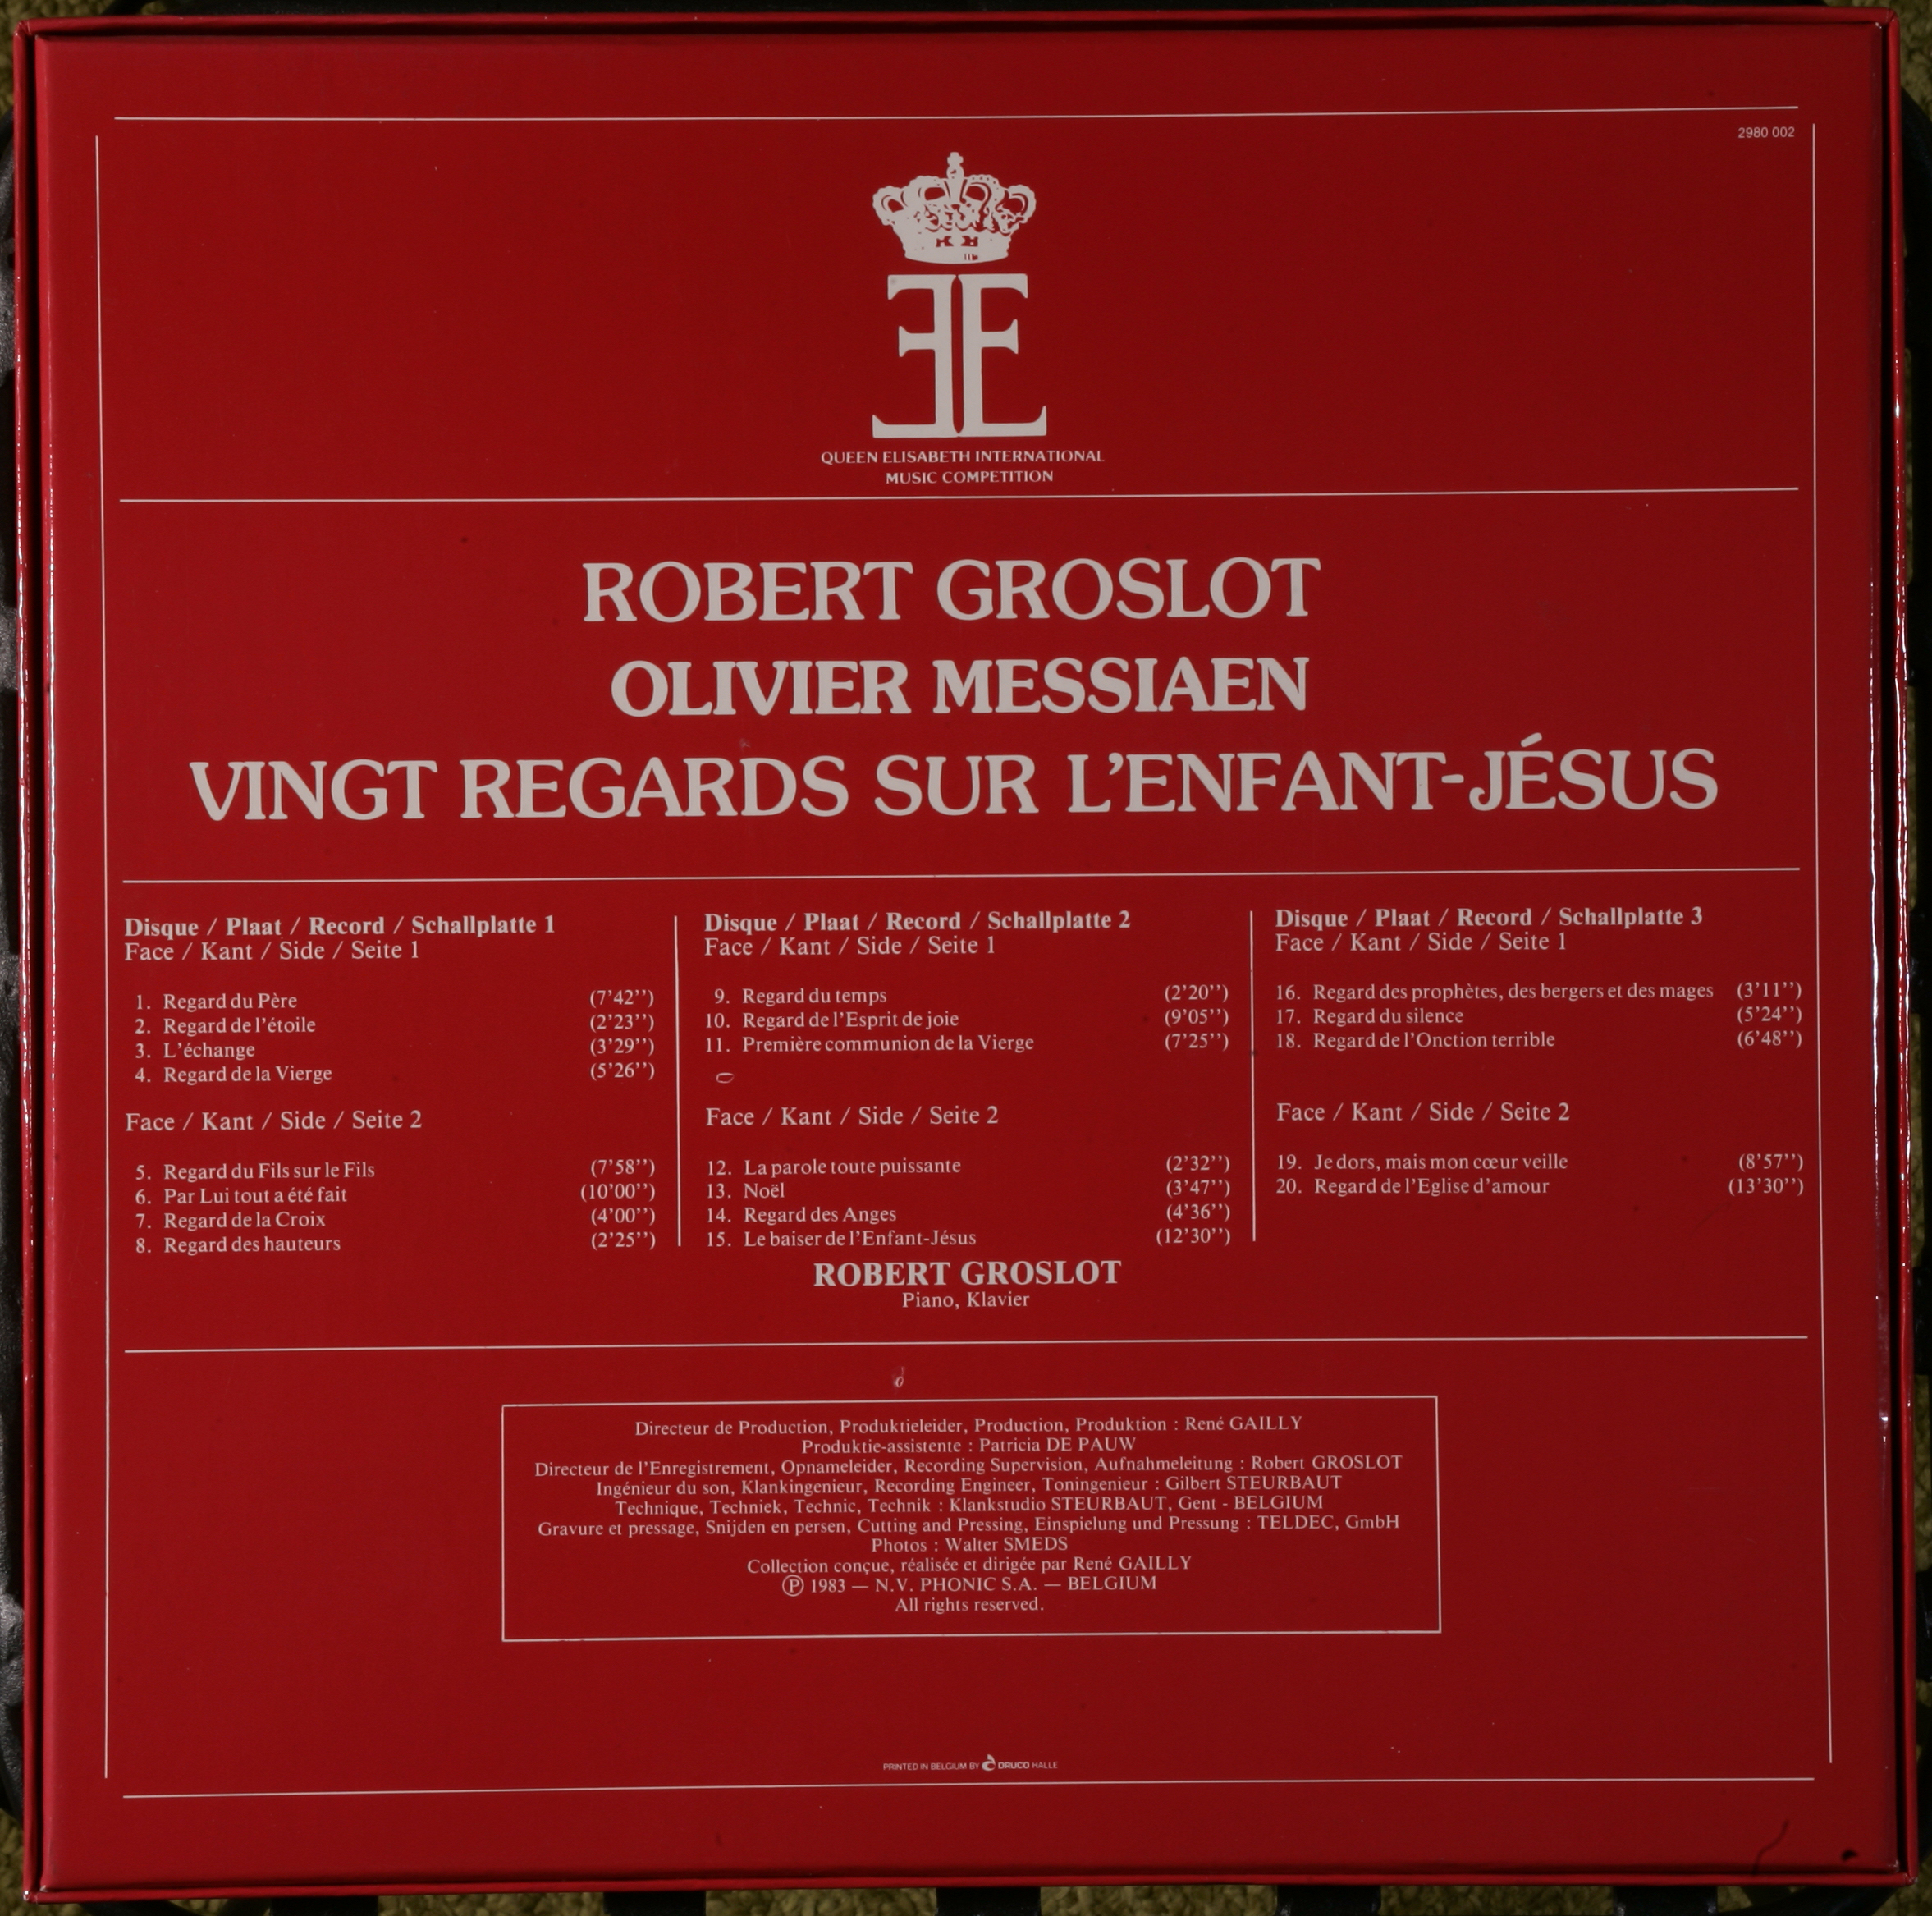 2980 002
QUEEN ELISABETH INTERNATIONAL
MUSIC COMPETITION
ROBERT GROSLOT
OLIVIER MESSIAEN
VINGT REGARDS SUR L'ENFANT-JÉSUS
Disque / Plaat / Record / Schallplatte 1
Face / Kant / Side / Seite 1
1. Regard du Père (7'42'')
2. Regard de l'étoile (2'23'')
3. L'échange (3'29'')
4. Regard de la Vierge (5'26'')
Face / Kant / Side / Seite 2
5. Regard du Fils sur le Fils (7'58'')
6. Par Lui tout a été fait (10'00'')
7. Regard de la Croix (4'00'')
8. Regard des hauteurs (2'25'')
Disque / Plaat / Record / Schallplatte 2
Face / Kant / Side / Seite 1
9. Regard du temps (2'20'')
10. Regard de l'Esprit de joie (9'05'')
11. Première communion de la Vierge (7'25'')
Face / Kant / Side / Seite 2
12. La parole toute puissante (2'32'')
13. Noël (3'47'')
14. Regard des Anges (4'36'')
15. Le baiser de l'Enfant-Jésus (12'30'')
Disque / Plaat / Record / Schallplatte 3
Face / Kant / Side / Seite 1
16. Regard des prophètes, des bergers et des mages (3'11'')
17. Regard du silence (5'24'')
18. Regard de l'Onction terrible (6'48'')
Face / Kant / Side / Seite 2
19. Je dors, mais mon cœur veille (8'57'')
20. Regard de l'Eglise d'amour (13'30'')
ROBERT GROSLOT
Piano, Klavier
Directeur de Production, Produktieleider, Production, Produktion : René GAILLY
Produktie-assistente : Patricia DE PAUW
Directeur de l'Enregistrement, Opnameleider, Recording Supervision, Aufnahmeleitung : Robert GROSLOT
Ingénieur du son, Klankingenieur, Recording Engineer, Toningenieur : Gilbert STEURBAUT
Technique, Techniek, Technic, Technik : Klankstudio STEURBAUT, Gent - BELGIUM
Gravure et pressage, Snijden en persen, Cutting and Pressing, Einspielung und Pressung : TELDEC, GmbH
Photos : Walter SMEDS
Collection conçue, réalisée et dirigée par René GAILLY
℗ 1983 — N.V. PHONIC S.A. — BELGIUM
All rights reserved.
PRINTED IN BELGIUM BY DRUCO HALLE